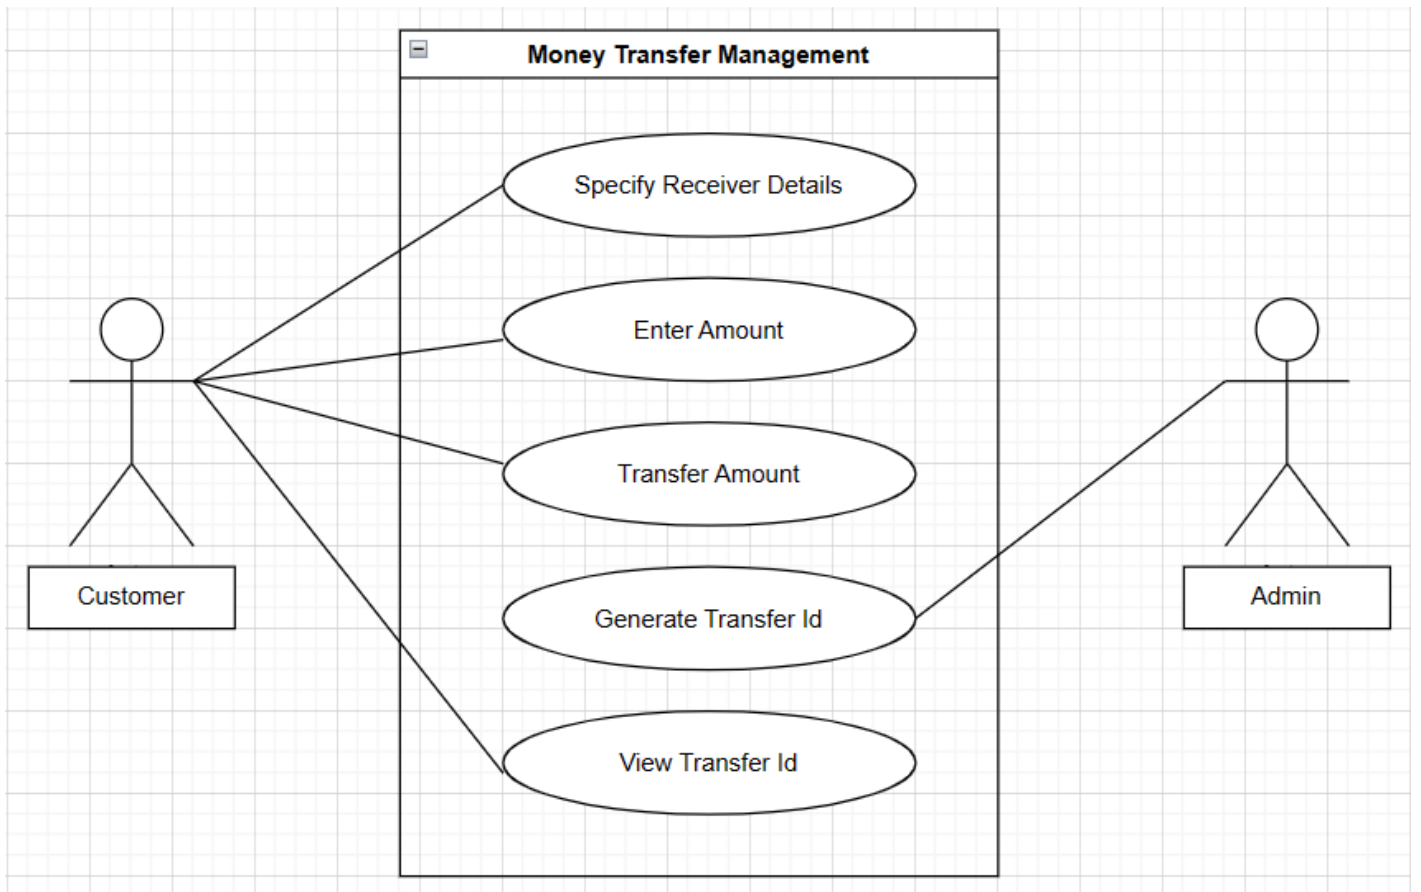 Money Transfer Management
Specify Receiver Details
Enter Amount
Transfer Amount
Customer
Generate Transfer Id
Admin
View Transfer Id